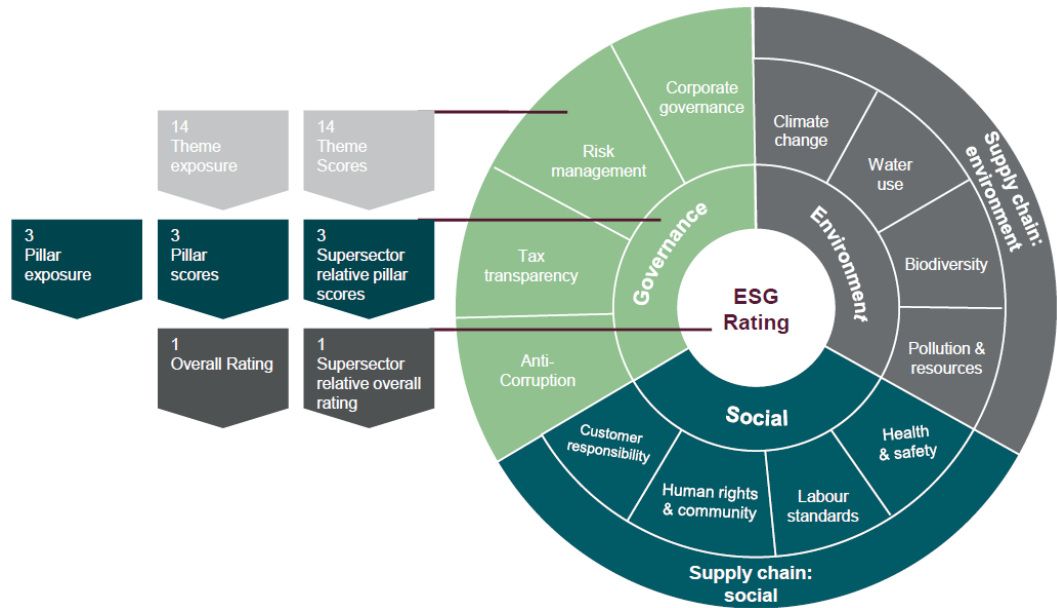 14
Theme
exposure
14
Theme
Scores
3
Pillar
exposure
3
Pillar
scores
3
Supersector
relative pillar
scores
1
Overall Rating
1
Supersector
relative overall
rating
Corporate
governance
Risk
management
Tax
transparency
Anti-
Corruption
Governance
Climate
change
Water
use
Biodiversity
Pollution &
resources
Environment
Supply chain:
environment
ESG
Rating
Social
Customer
responsibility
Human rights
& community
Labour
standards
Health
& safety
Supply chain:
social